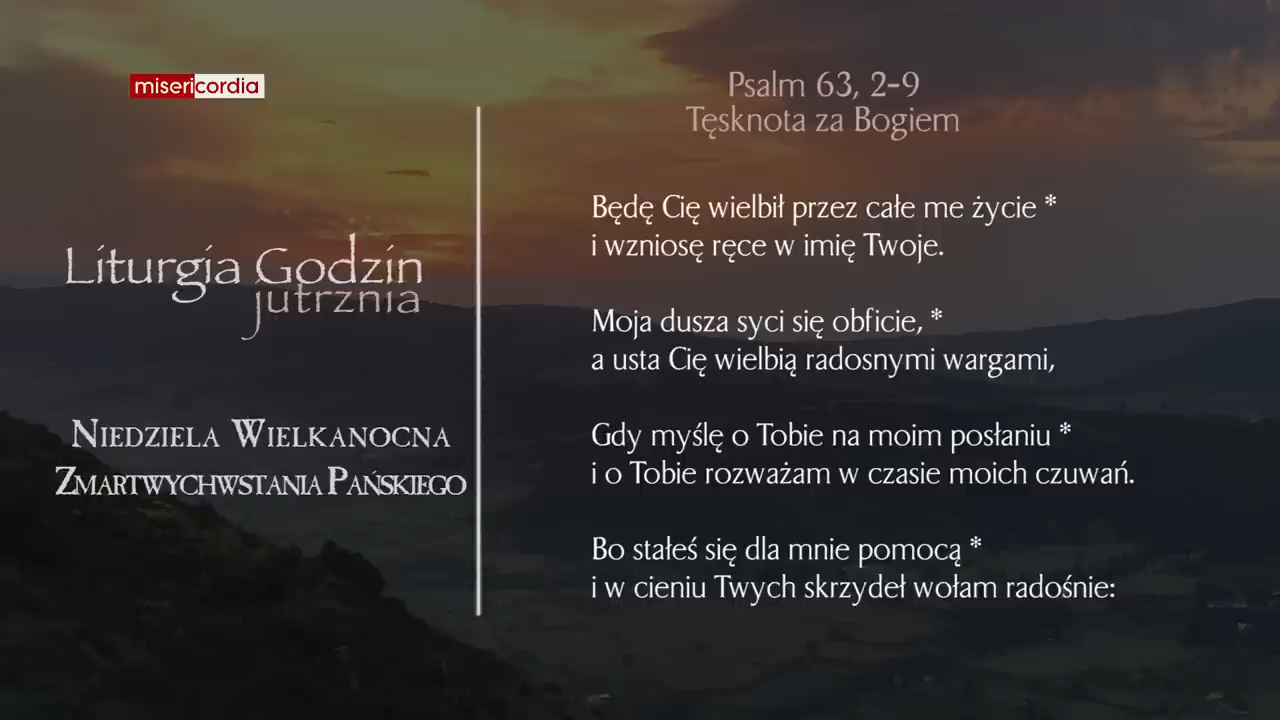 misericordia
Liturgia Godzin
jutrznia
Niedziela Wielkanocna
Zmartwychwstania Pańskiego
Psalm 63, 2-9
Tęsknota za Bogiem
Będę Cię wielbił przez całe me życie *
i wzniosę ręce w imię Twoje.
Moja dusza syci się obficie, *
a usta Cię wielbią radosnymi wargami,
Gdy myślę o Tobie na moim posłaniu *
i o Tobie rozważam w czasie moich czuwań.
Bo stałeś się dla mnie pomocą *
i w cieniu Twych skrzydeł wołam radośnie: